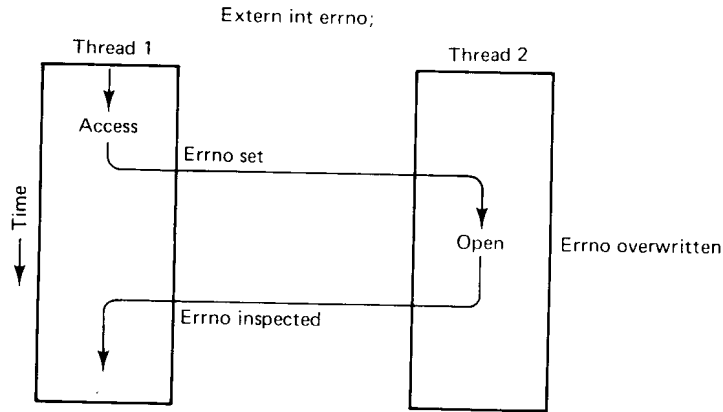 Extern int errno;
Thread 1
Thread 2
Access
Errno set
Time
Open
Errno overwritten
Errno inspected